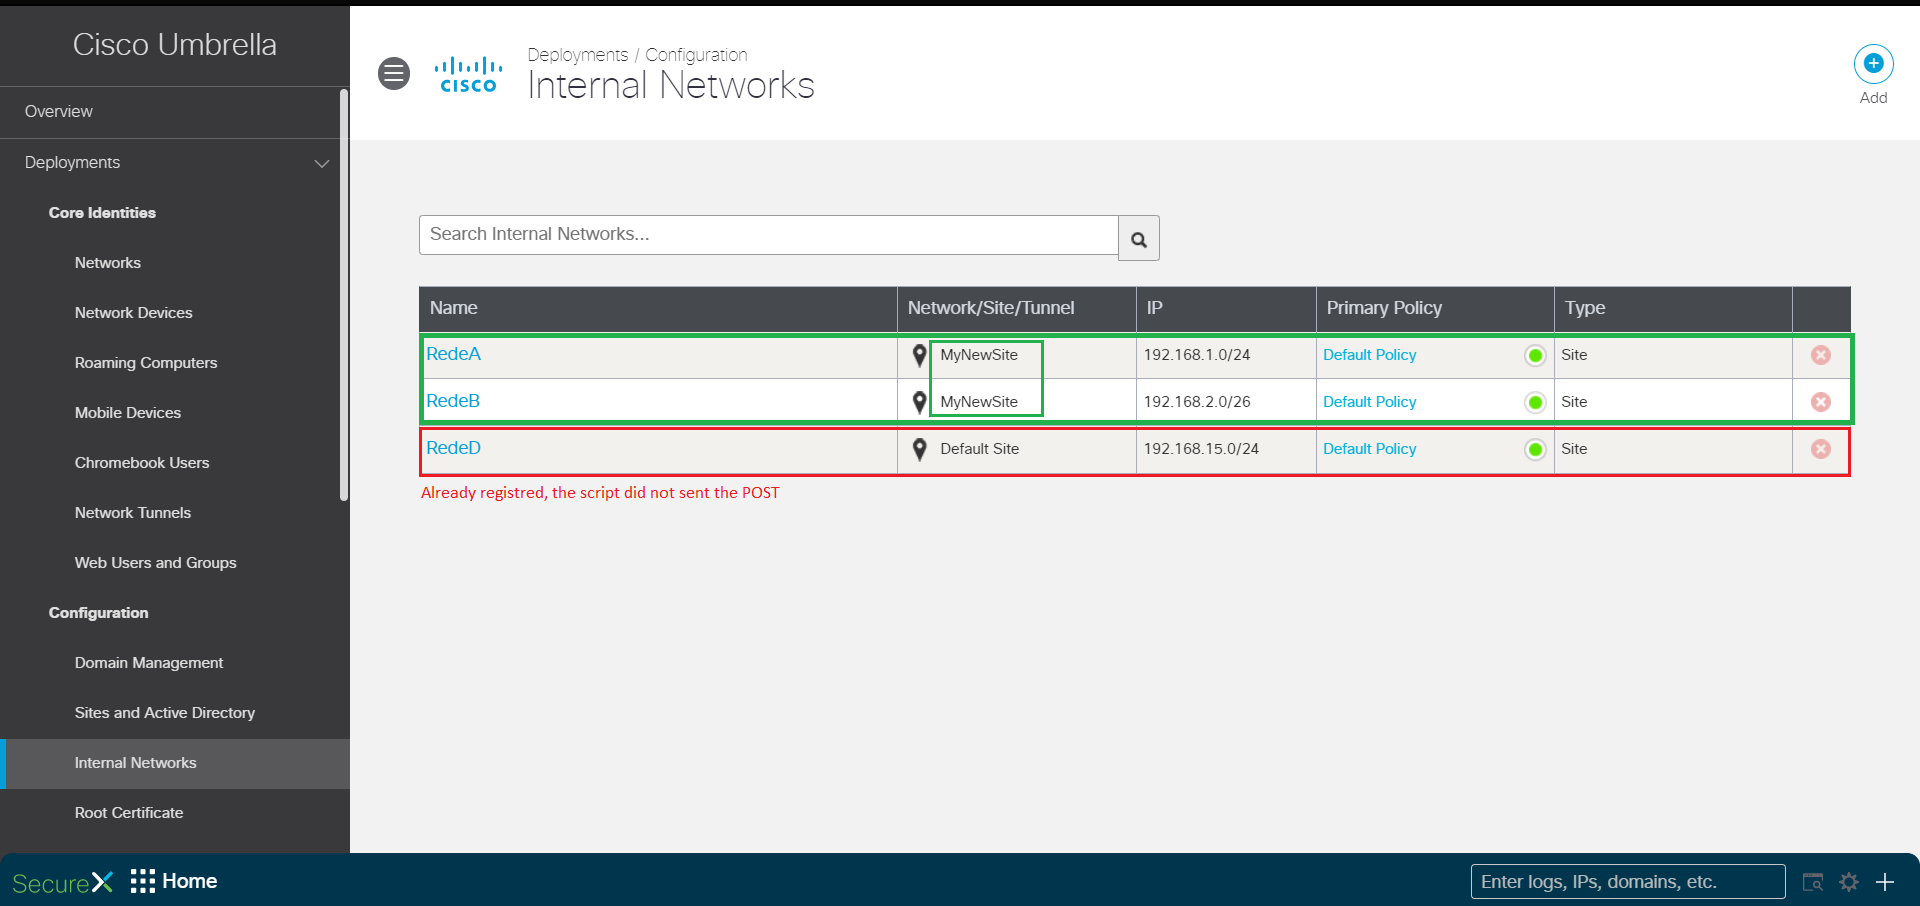 Cisco Umbrella
Overview
Deployments
Core Identities
Networks
Network Devices
Roaming Computers
Mobile Devices
Chromebook Users
Network Tunnels
Web Users and Groups
Configuration
Domain Management
Sites and Active Directory
Internal Networks
Root Certificate
CISCO
Deployments / Configuration
Internal Networks
Add
Search Internal Networks...
Name Network/Site/Tunnel IP Primary Policy Type
RedeA MyNewSite 192.168.1.0/24 Default Policy Site
RedeB MyNewSite 192.168.2.0/26 Default Policy Site
RedeD Default Site 192.168.15.0/24 Default Policy Site
Already registred, the script did not sent the POST
SecureX Home Enter logs, IPs, domains, etc.